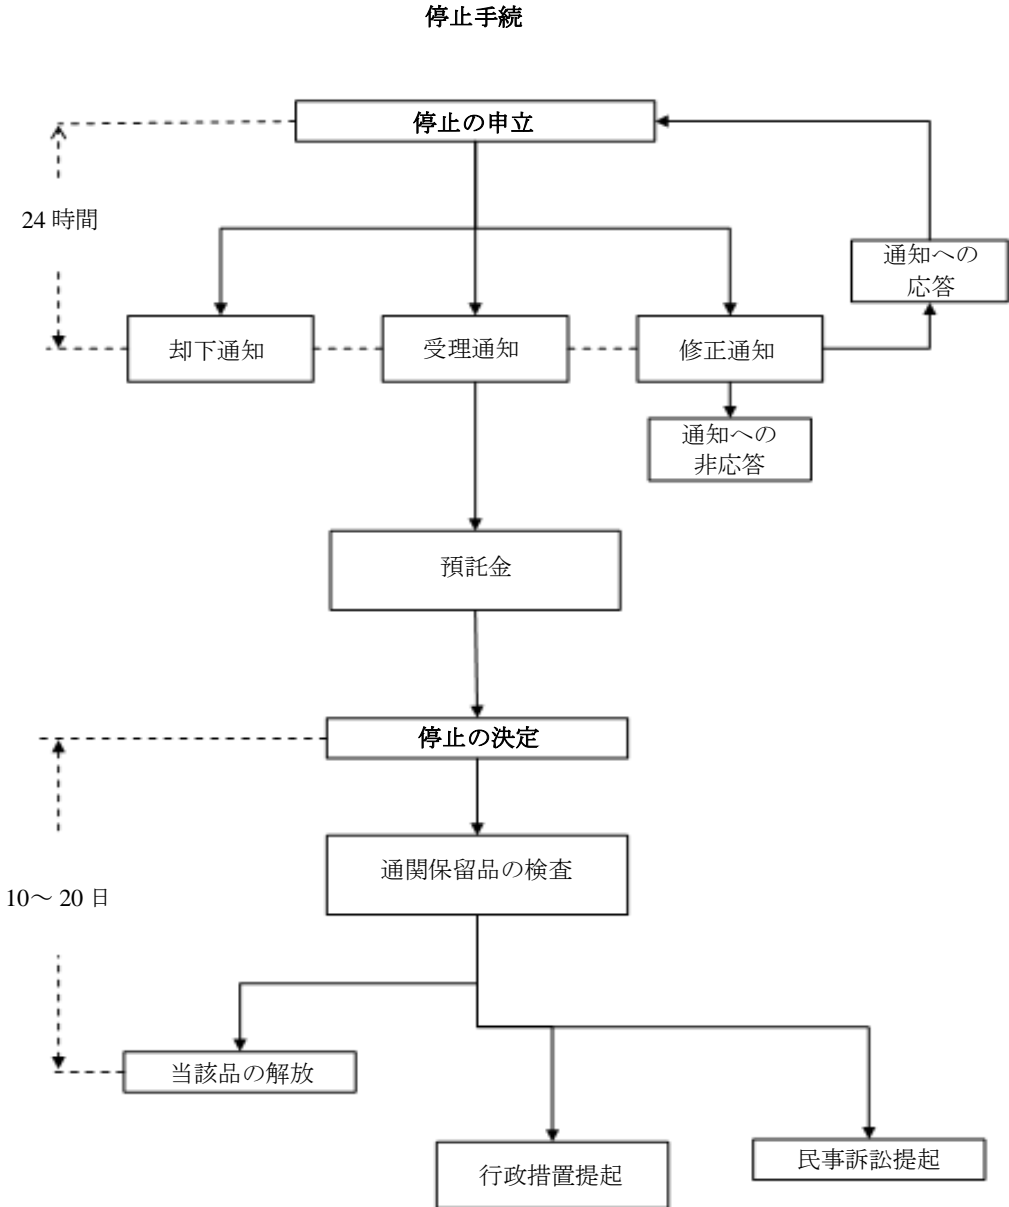 停止手続
停止の申立
24 時間
通知への
応答
却下通知
受理通知
修正通知
通知への
非応答
預託金
停止の決定
通関保留品の検査
10～ 20 日
当該品の解放
行政措置提起
民事訴訟提起